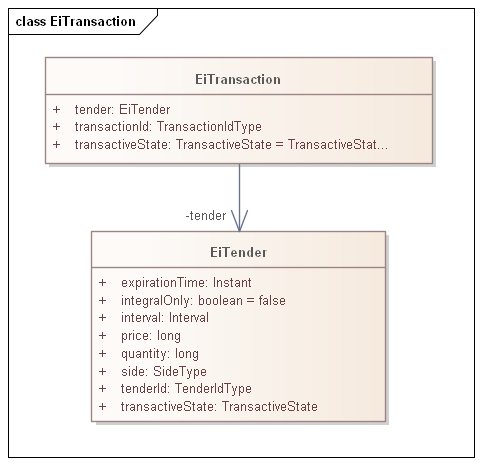 class EiTransaction
EiTransaction
+ tender: EiTender
+ transactionId: TransactionIdType
+ transactiveState: TransactiveState = TransactiveStat...
-tender
EiTender
+ expirationTime: Instant
+ integralOnly: boolean = false
+ interval: Interval
+ price: long
+ quantity: long
+ side: SideType
+ tenderId: TenderIdType
+ transactiveState: TransactiveState